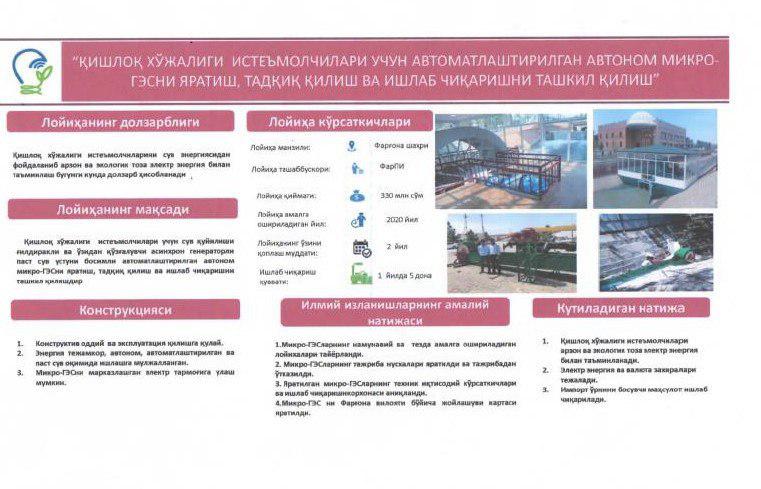 “ҚИШЛОҚ ХЎЖАЛИГИ ИСТЕЪМОЛЧИЛАРИ УЧУН АВТОМАТЛАШТИРИЛГАН АВТОНОМ МИКРО-
ГЭСНИ ЯРАТИШ, ТАДҚИҚ ҚИЛИШ ВА ИШЛАБ ЧИҚАРИШНИ ТАШКИЛ ҚИЛИШ”
Лойиҳанинг долзарблиги
Қишлоқ хўжалиги истеъмолчиларини сув энергиясидан
фойдаланиб арзон ва экологик тоза электр энергия билан
таъминлаш бугунги кунда долзарб ҳисобланади
Лойиҳанинг мақсади
Қишлоқ хўжалиги истеъмолчилари учун сув қуйилиши
ғилдиракли ва ўзидан қўзғалувчи асинхрон генераторли
паст сув устуни босимли автоматлаштирилган автоном
микро-ГЭСни яратиш, тадқиқ қилиш ва ишлаб чиқаришни
ташкил қилишдир
Лойиҳа кўрсаткичлари
Лойиҳа манзили: Фарғона шаҳри
Лойиҳа ташаббускори: ФарПИ
Лойиҳа қиймати: 330 млн сўм
Лойиҳа амалга
ошириладиган йил: 2020 йил
Лойиҳанинг ўзини
қоплаш муддати: 2 йил
Ишлаб чиқариш
қуввати: 1 йилда 5 дона
Конструкцияси
1. Конструктив оддий ва эксплуатация қилишга қулай.
2. Энергия тежамкор, автоном, автоматлаштирилган ва
паст сув оқимида ишлашга мулжалланган.
3. Микро-ГЭСни марказлашган электр тармоғига улаш
мумкин.
Илмий изланишларнинг амалий
натижаси
1.Микро-ГЭСларнинг намунавий ва тезда амалга ошириладиган
лойиҳалари тайёрланди.
2. Микро-ГЭСларнинг тажриба нусхалари яратилди ва тажрибадан
ўтказилди.
3. Яратилган микро-ГЭСларнинг техник иқтисодий кўрсаткичлари
ва ишлаб чиқаришнкорхонаси аниқланди.
4.Микро-ГЭС ни Фарғона вилояти бўйича жойлашуви картаси
яратилди.
Кутиладиган натижа
1. Қишлоқ хўжалиги истеъмолчилари
арзон ва экологик тоза электр энергия
билан таъминланади.
2. Электр энергия ва валюта захиралари
тежалади.
3. Импорт ўрнини босувчи маҳсулот ишлаб
чиқарилади.